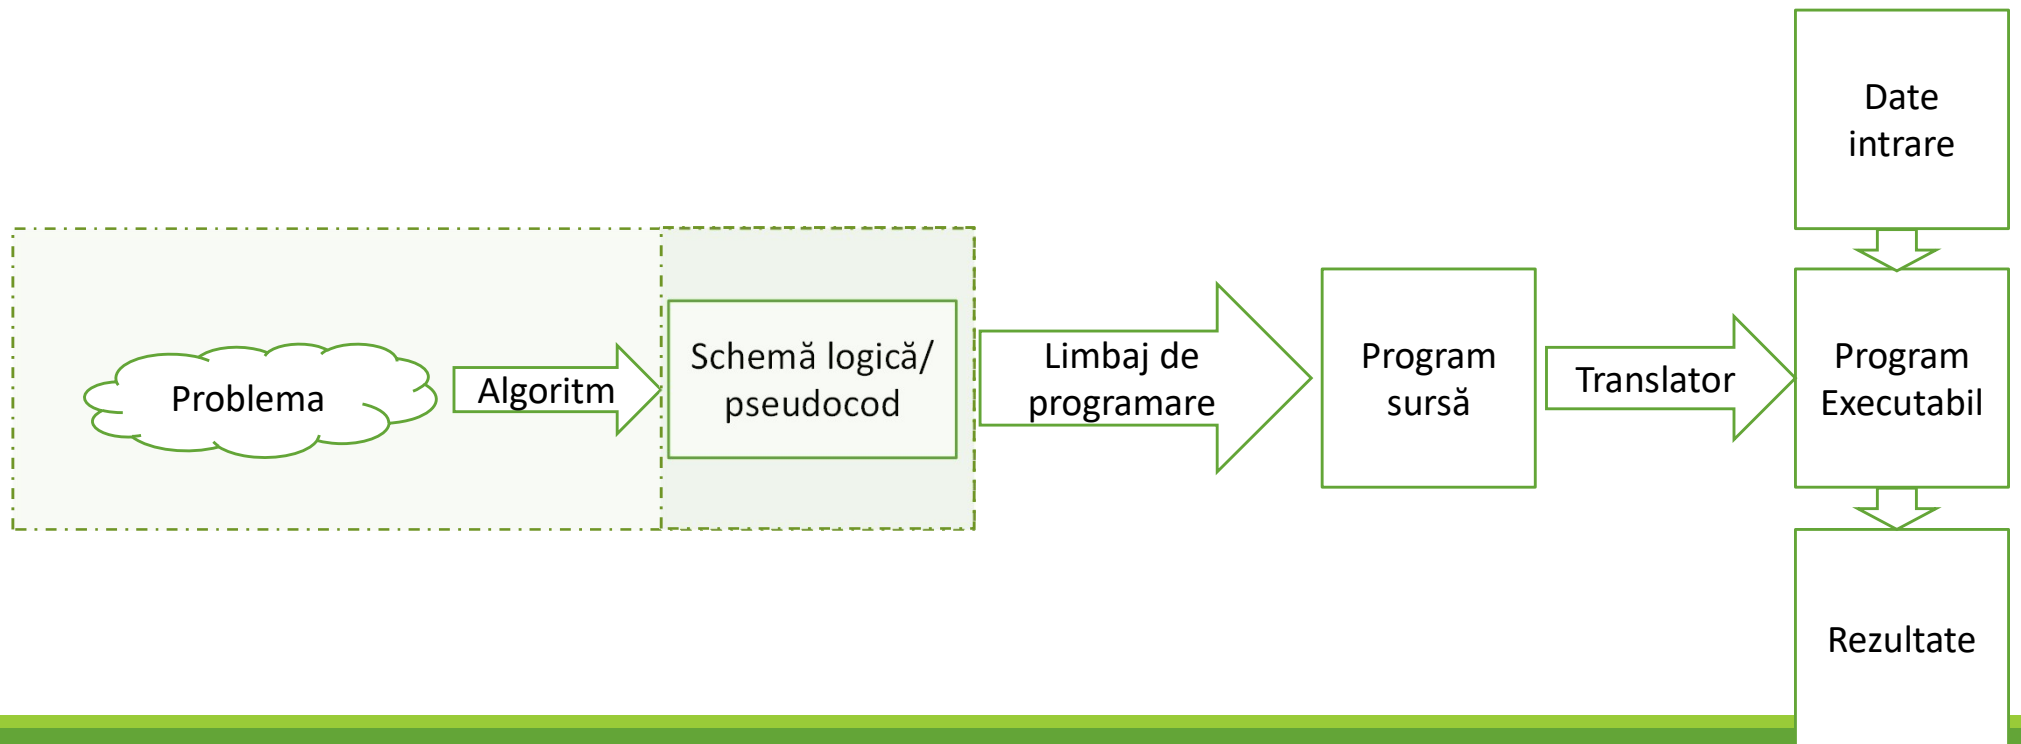 Date
intrare
Problema
Algoritm
Schemă logică/
pseudocod
Limbaj de
programare
Program
sursă
Translator
Program
Executabil
Rezultate